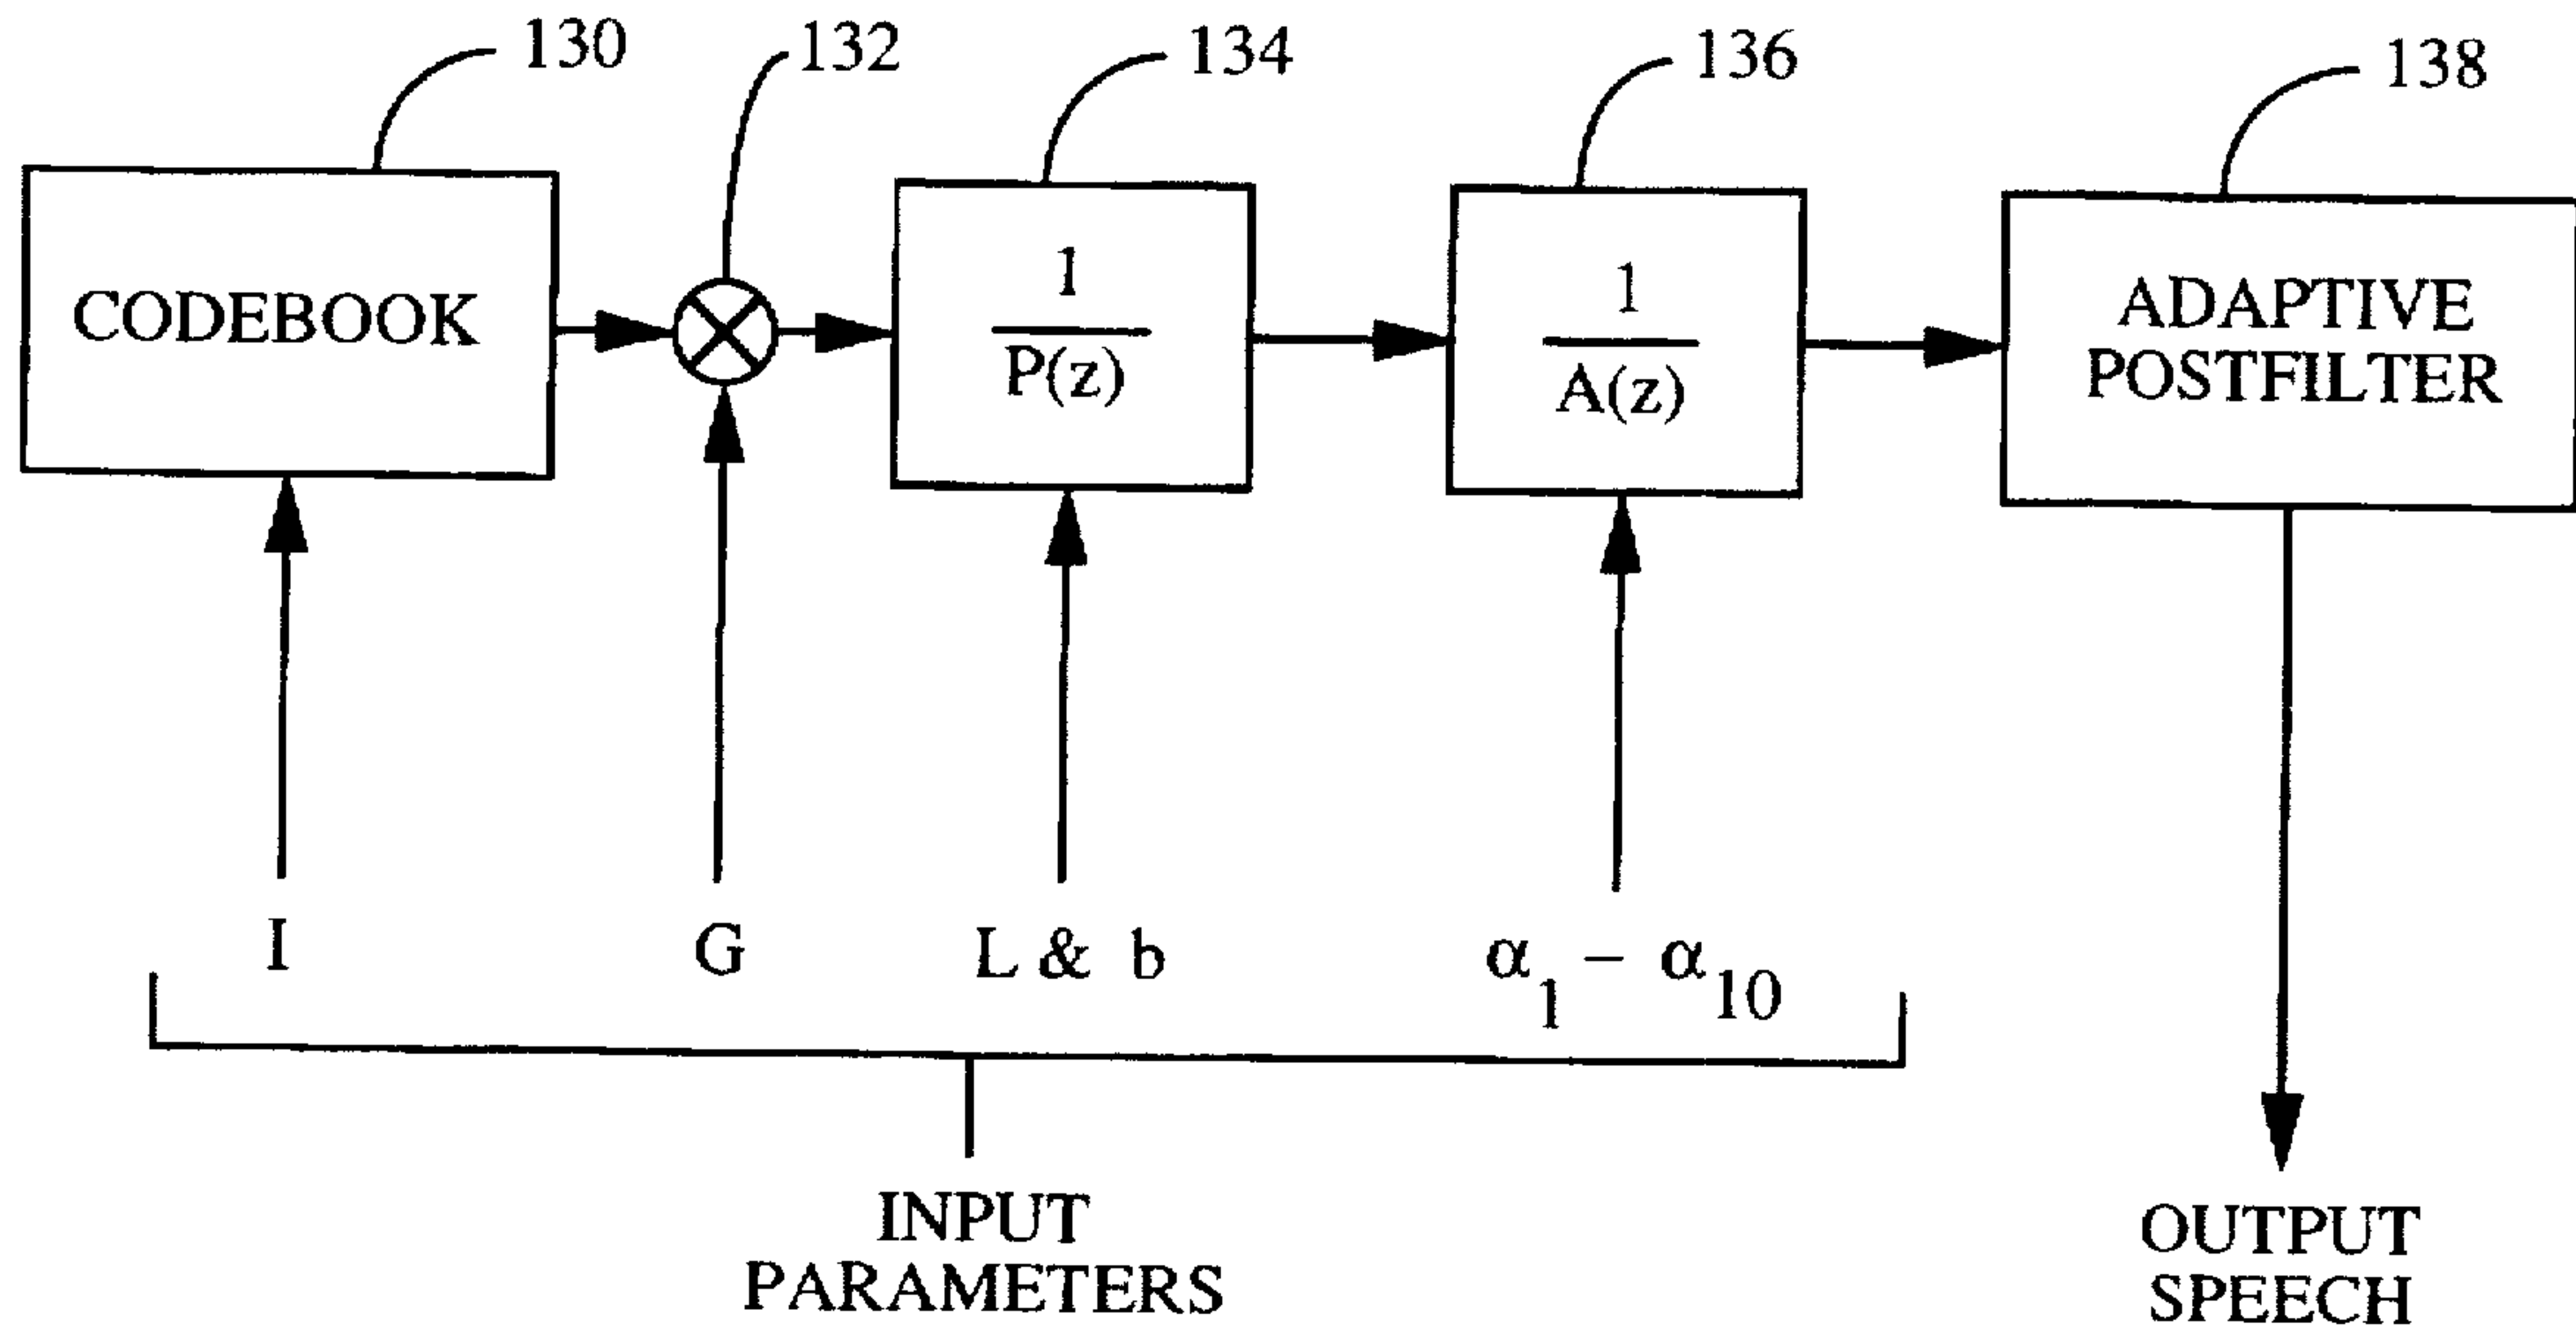 130
132
134
136
138
CODEBOOK
1
P(z)
1
A(z)
ADAPTIVE
POSTFILTER
I
G
L & b
α1 – α10
INPUT
PARAMETERS
OUTPUT
SPEECH